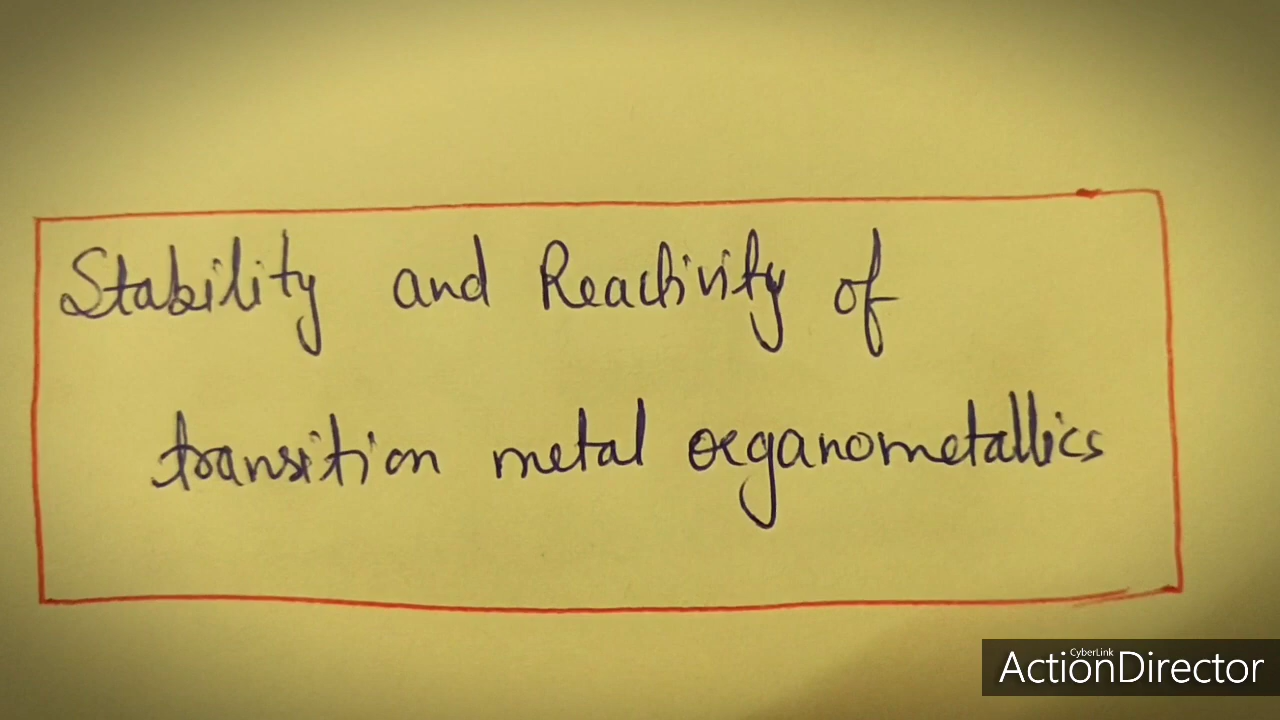 Stability and Reactivity of
transition metal organometallics
CyberLink
ActionDirector